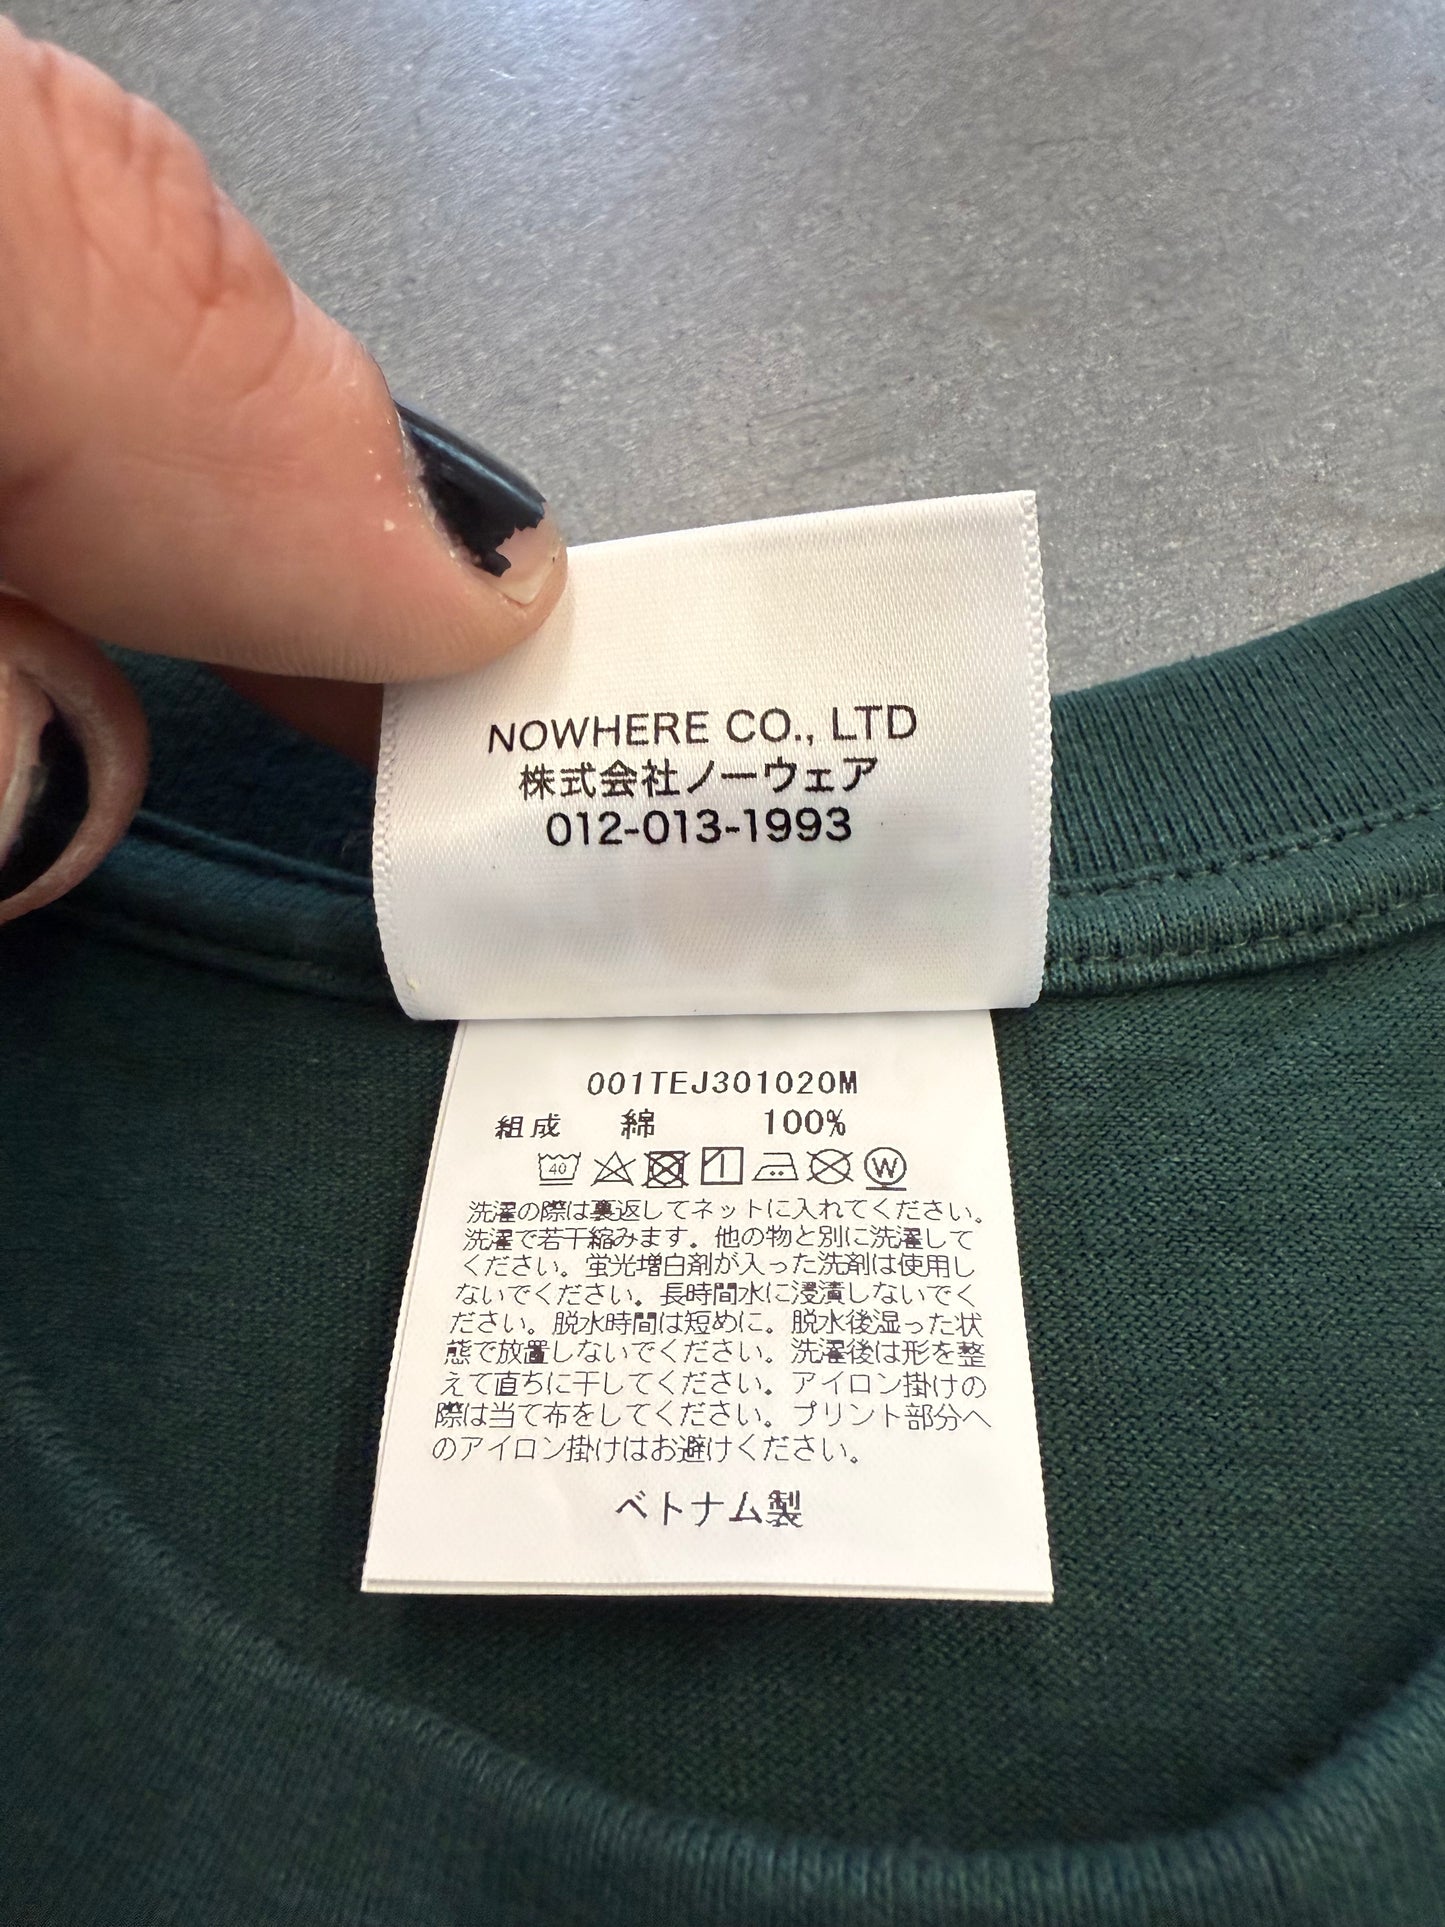 NOWHERE CO., LTD
株式会社ノーウェア
012-013-1993
001TEJ301020M
組成 綿 100%
40 W
洗濯の際は裏返してネットに入れてください。
洗濯で若干縮みます。他の物と別に洗濯して
ください。蛍光増白剤が入った洗剤は使用し
ないでください。長時間水に浸漬しないでく
ださい。脱水時間は短めに。脱水後湿った状
態で放置しないでください。洗濯後は形を整
えて直ちに干してください。アイロン掛けの
際は当て布をしてください。プリント部分へ
のアイロン掛けはお避けください。
ベトナム製